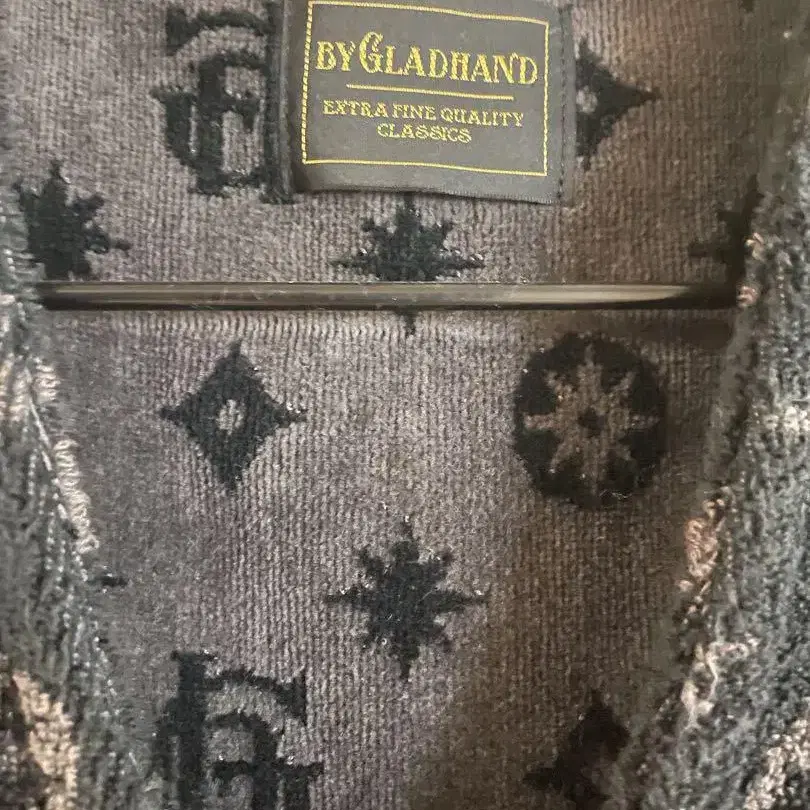 BY GLADHAND
EXTRA FINE QUALITY
CLASSICS